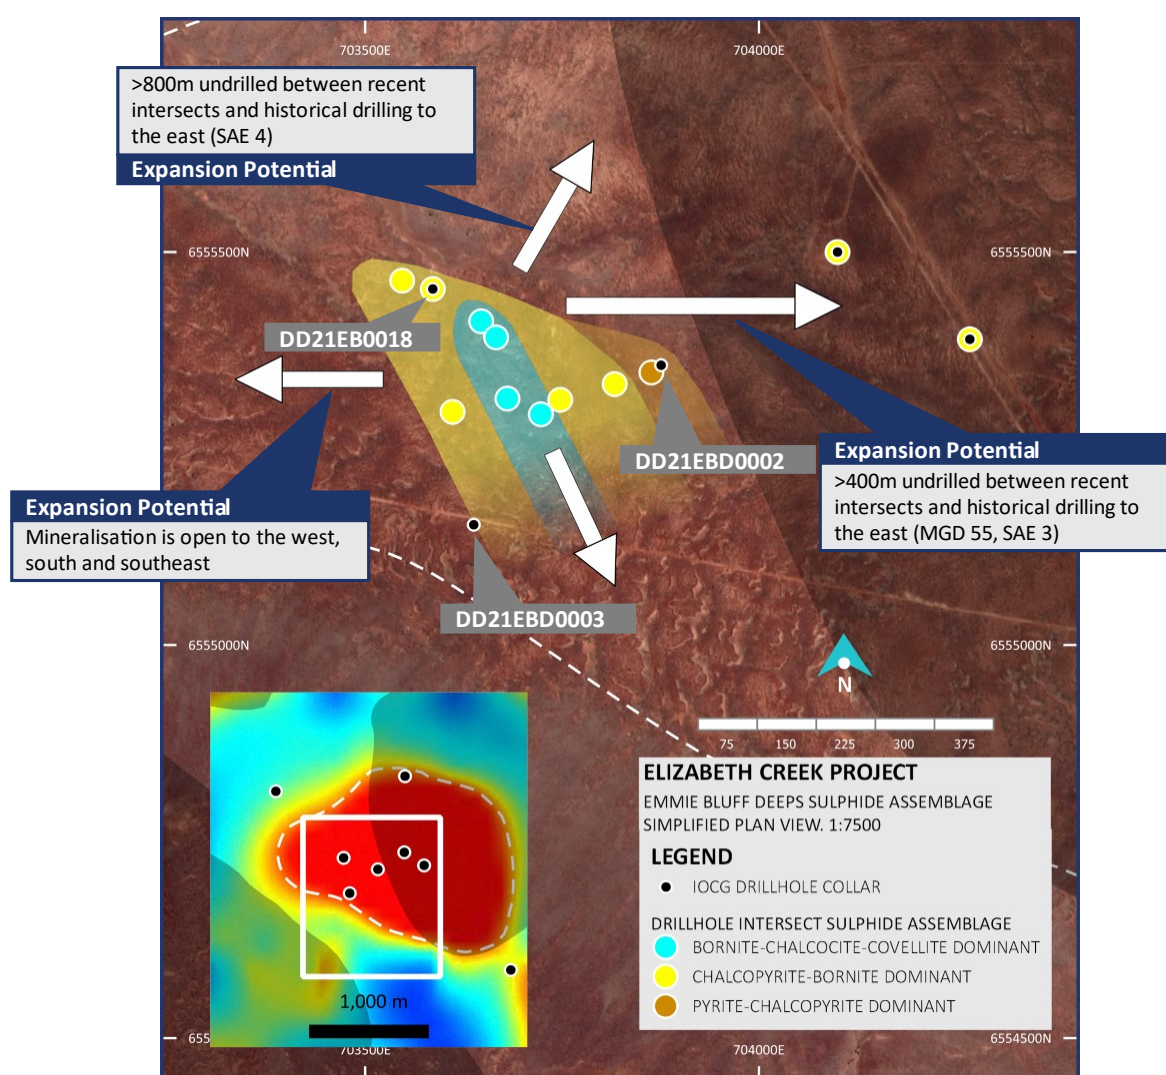 703500E
704000E
>800m undrilled between recent
intersects and historical drilling to
the east (SAE 4)
Expansion Potential
6555500N
6555500N
DD21EB0018
DD21EBD0002
Expansion Potential
>400m undrilled between recent
intersects and historical drilling to
the east (MGD 55, SAE 3)
Expansion Potential
Mineralisation is open to the west,
south and southeast
DD21EBD0003
6555000N
6555000N
N
75 150 225 300 375
ELIZABETH CREEK PROJECT
EMMIE BLUFF DEEPS SULPHIDE ASSEMBLAGE
SIMPLIFIED PLAN VIEW. 1:7500
LEGEND
IOCG DRILLHOLE COLLAR
DRILLHOLE INTERSECT SULPHIDE ASSEMBLAGE
BORNITE-CHALCOCITE-COVELLITE DOMINANT
CHALCOPYRITE-BORNITE DOMINANT
PYRITE-CHALCOPYRITE DOMINANT
1,000 m
6554500N
703500E
704000E